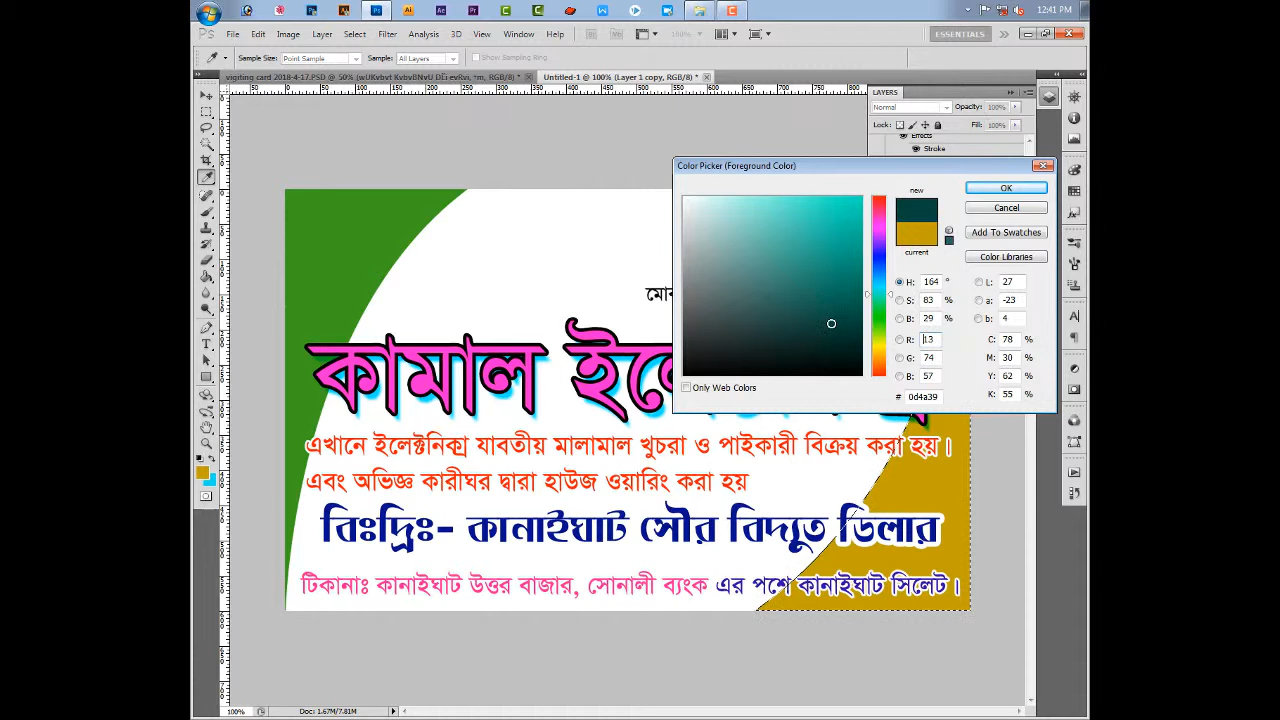 12:41 PM
File Edit Image Layer Select Filter Analysis 3D View Window Help 100% ESSENTIALS
Sample Size: Point Sample Sample: All Layers Show Sampling Ring
Untitled-1 @ 100% (Layer 1 copy, RGB/8) *
LAYERS
Normal Opacity: 100%
Lock: Fill: 100%
Effects
Stroke
Color Picker (Foreground Color)
new
OK
Cancel
Add To Swatches
current
Color Libraries
H: 164 ° L: 27
S: 83 % a: -23
B: 29 % b: 4
R: 13 C: 78 %
G: 74 M: 30 %
B: 57 Y: 62 %
# 0d4a39 K: 55 %
Only Web Colors
কামাল
এখানে ইলেক্টনিক্স যাবতীয় মালামাল খুচরা ও পাইকারী বিক্রয় করা হয়।
এবং অভিজ্ঞ কারীঘর দ্বারা হাউজ ওয়ারিং করা হয়
বিঃদ্রিঃ- কানাইঘাট সৌর বিদ্যুত ডিলার
টিকানাঃ কানাইঘাট উত্তর বাজার, সোনালী ব্যংক এর পশে কানাইঘাট সিলেট।
100% Doc: 1.67M/7.81M